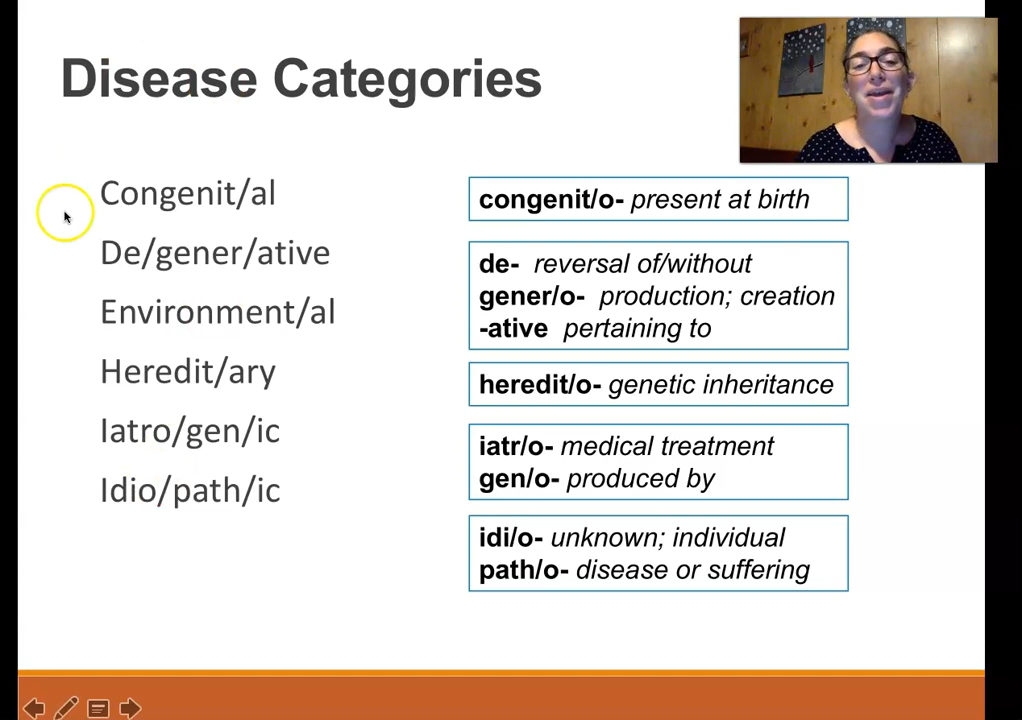 Disease Categories
Congenit/al
De/gener/ative
Environment/al
Heredit/ary
Iatro/gen/ic
Idio/path/ic
congenit/o- present at birth
de- reversal of/without
gener/o- production; creation
-ative pertaining to
heredit/o- genetic inheritance
iatr/o- medical treatment
gen/o- produced by
idi/o- unknown; individual
path/o- disease or suffering